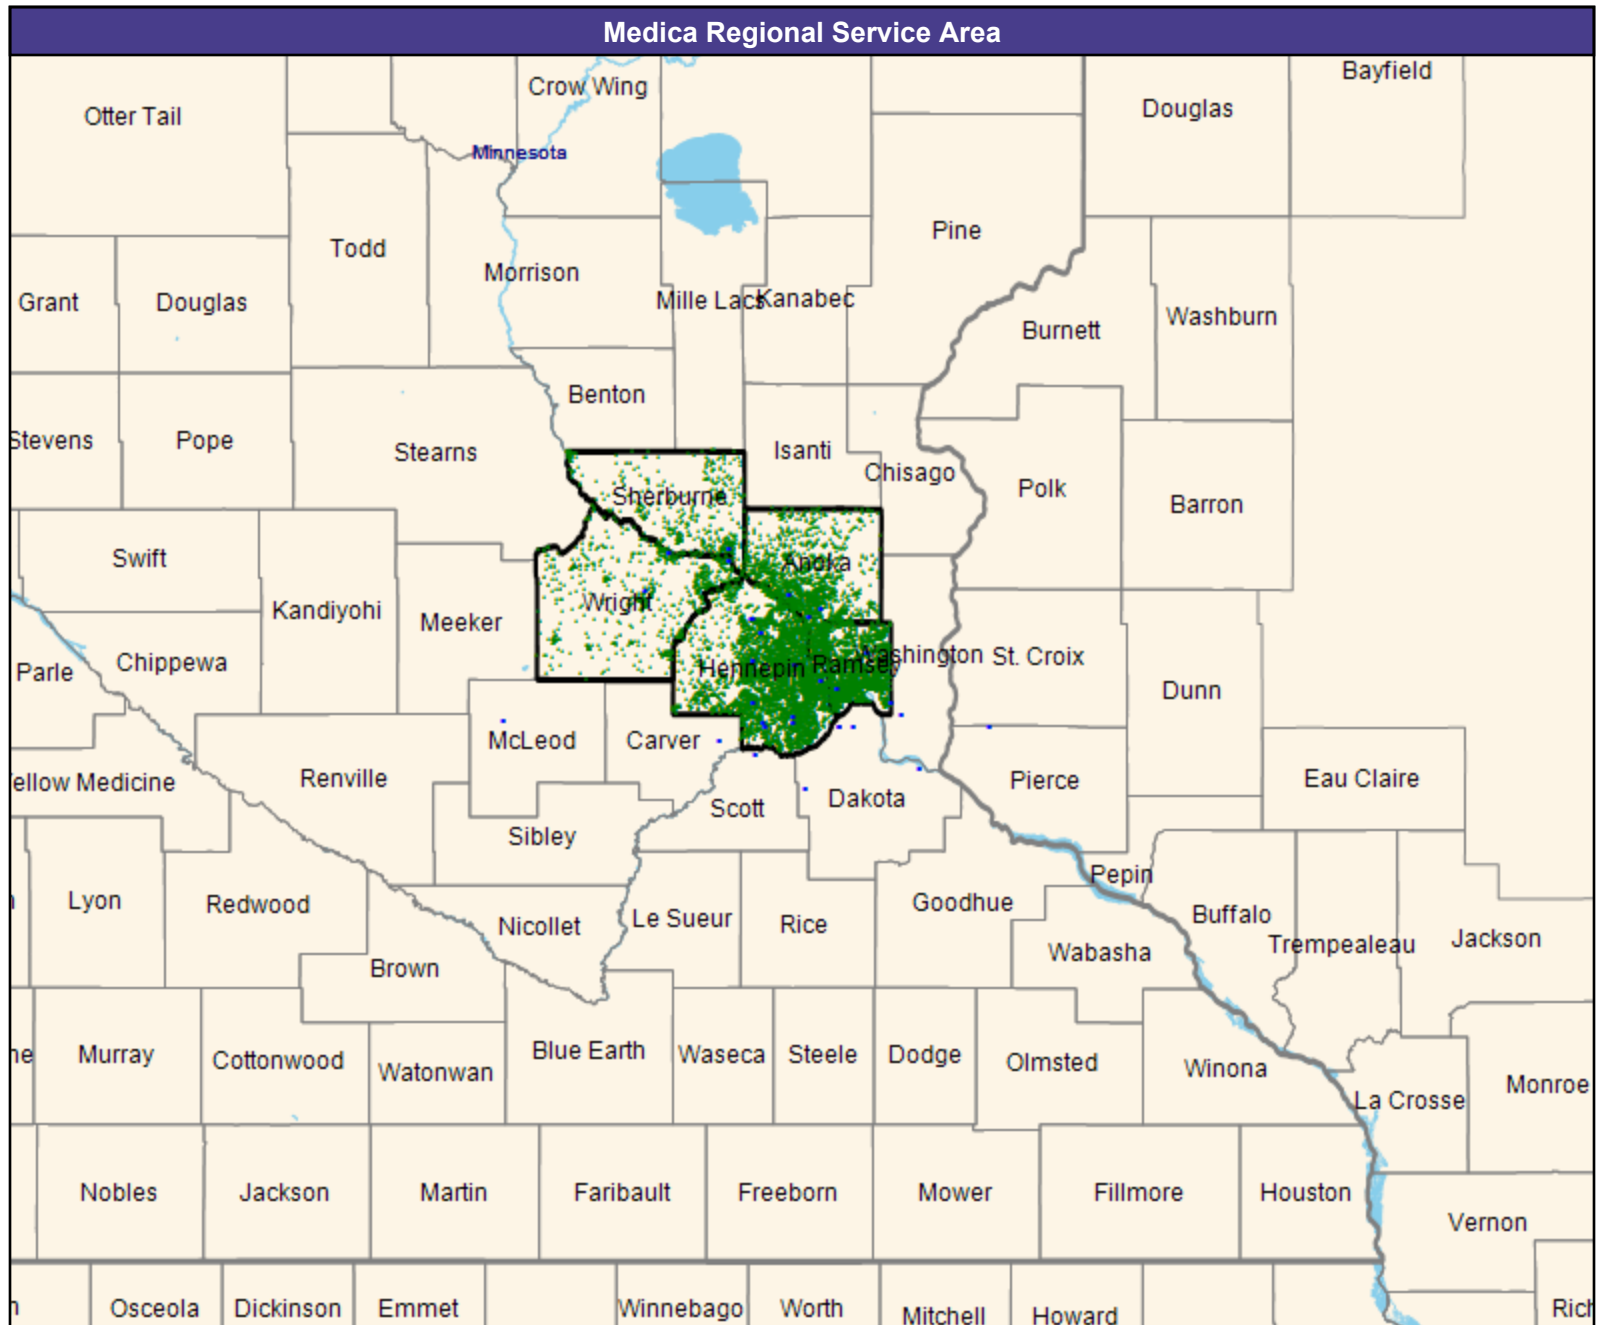 Medica Regional Service Area
Bayfield
Crow Wing
Douglas
Otter Tail
Minnesota
Pine
Todd
Morrison
Mille Lacs
Kanabec
Grant
Douglas
Washburn
Burnett
Benton
Stevens
Pope
Stearns
Isanti
Chisago
Polk
Barron
Sherburne
Swift
Anoka
Wright
Kandiyohi
Meeker
Chippewa
Parle
Hennepin
Ramsey
Washington
St. Croix
Dunn
McLeod
Carver
Renville
ellow Medicine
Scott
Dakota
Pierce
Eau Claire
Sibley
Pepin
Lyon
Redwood
Nicollet
Le Sueur
Rice
Goodhue
Buffalo
Trempealeau
Jackson
Wabasha
Brown
ne
Murray
Cottonwood
Watonwan
Blue Earth
Waseca
Steele
Dodge
Olmsted
Winona
La Crosse
Monroe
Nobles
Jackson
Martin
Faribault
Freeborn
Mower
Fillmore
Houston
Vernon
n
Osceola
Dickinson
Emmet
Winnebago
Worth
Mitchell
Howard
Rich